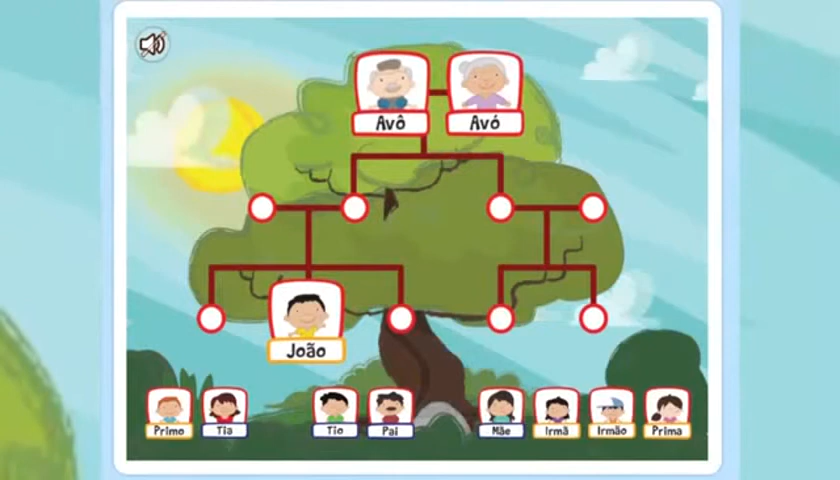 Avô
Avó
João
Primo
Tia
Tio
Pai
Mãe
Irmã
Irmão
Prima